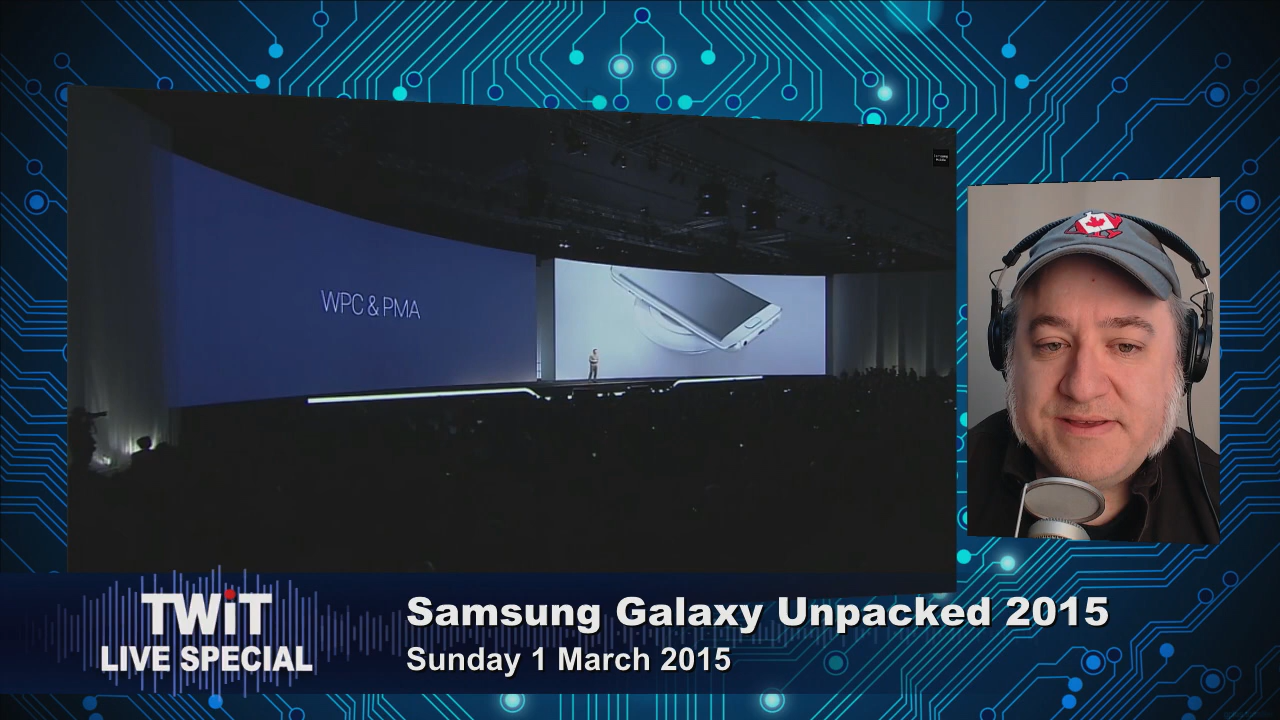 WPC & PMA
TWiT
LIVE SPECIAL
Samsung Galaxy Unpacked 2015
Sunday 1 March 2015